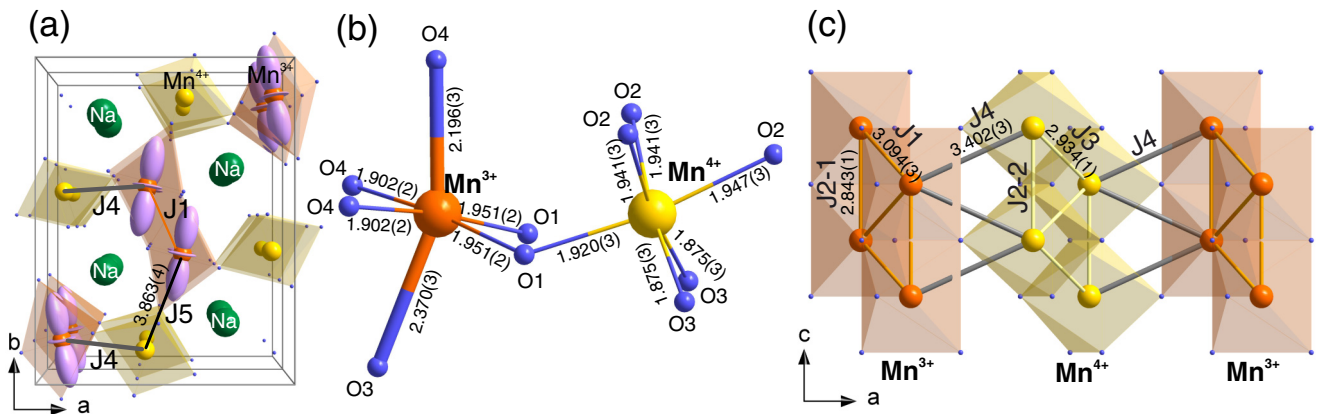 (a)
Mn4+
Mn3+
Na
Na
J4
J1
Na
3.863(4)
Na
J5
J4
b
a
(b)
O4
2.196(3)
O4
1.902(2)
Mn3+
O4
1.902(2)
1.951(2)
O1
1.951(2)
O1
2.370(3)
O3
O2
O2
1.941(3)
1.941(3)
Mn4+
O2
1.947(3)
1.920(3)
1.875(3)
1.875(3)
O3
O3
(c)
J1
3.094(3)
J2-1
2.843(1)
J4
3.402(3)
J2-2
J3
2.934(1)
J4
c
a
Mn3+
Mn4+
Mn3+